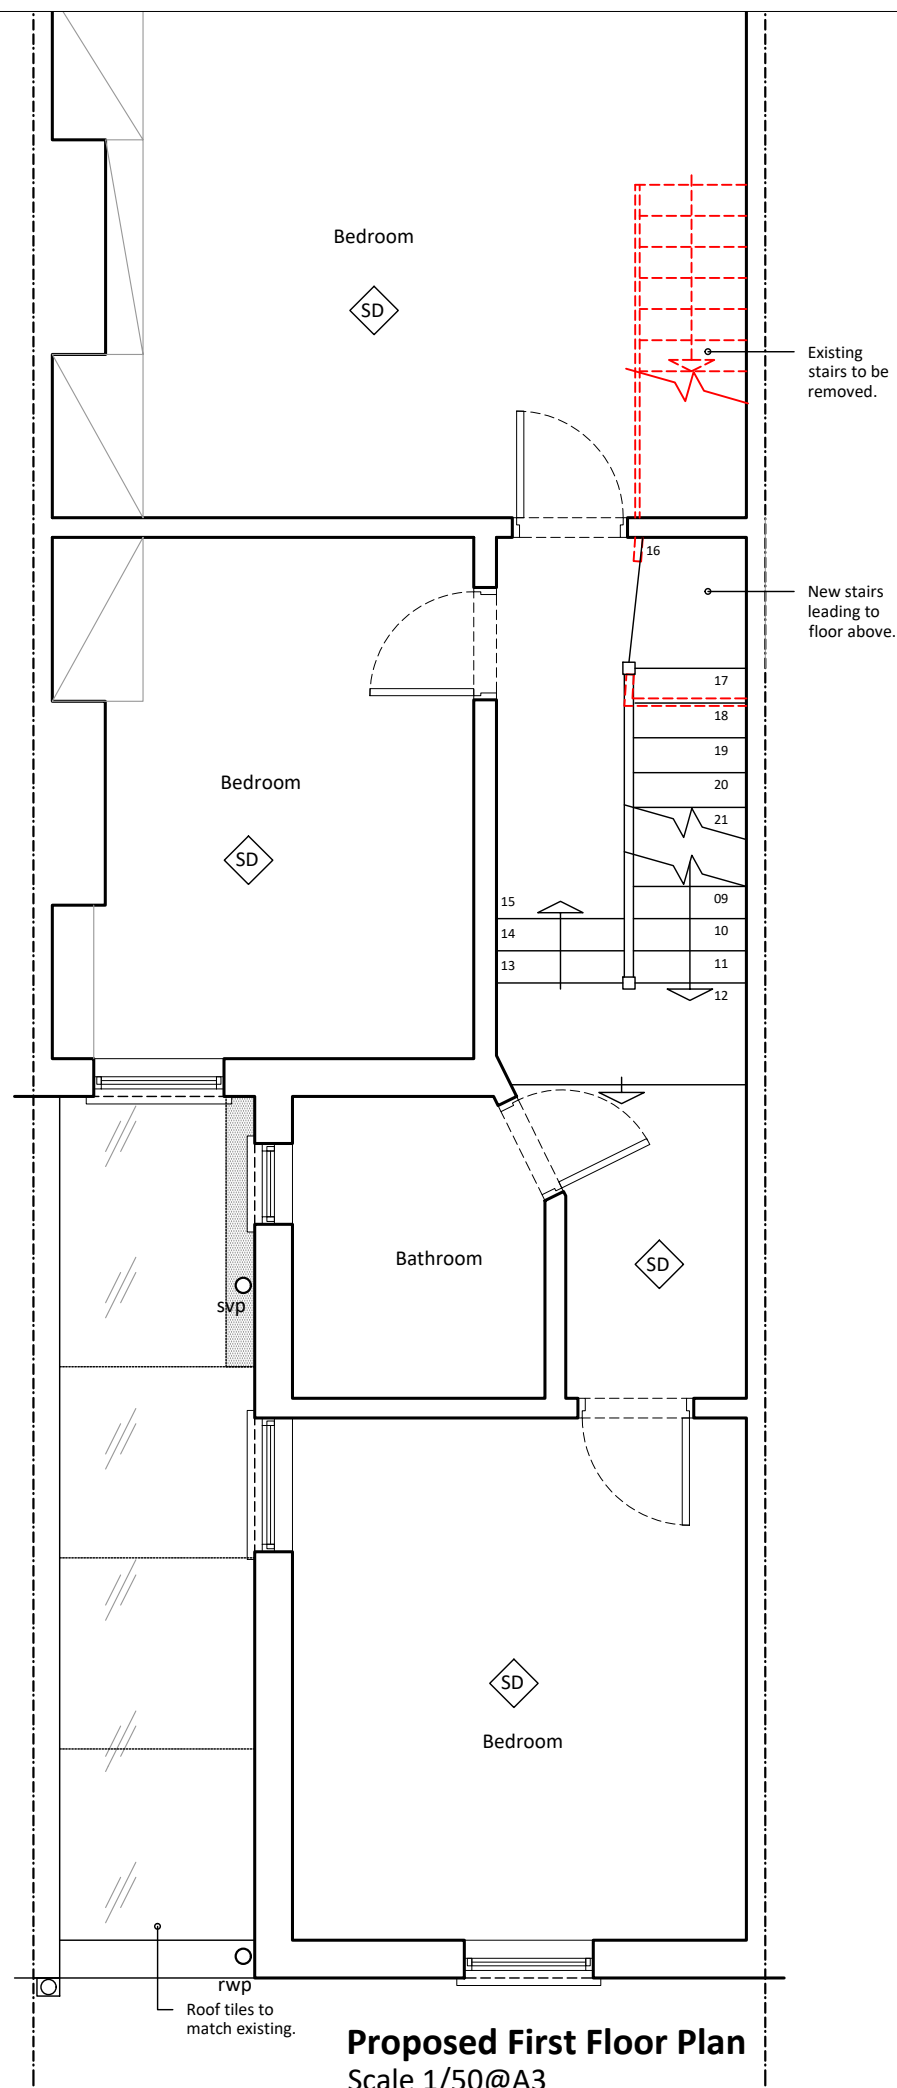 Bedroom
SD
Existing
stairs to be
removed.
16
New stairs
leading to
floor above.
17
18
19
20
21
Bedroom
SD
09
10
11
12
15
14
13
Bathroom
SD
svp
SD
Bedroom
rwp
Roof tiles to
match existing.
Proposed First Floor Plan
Scale 1/50@A3